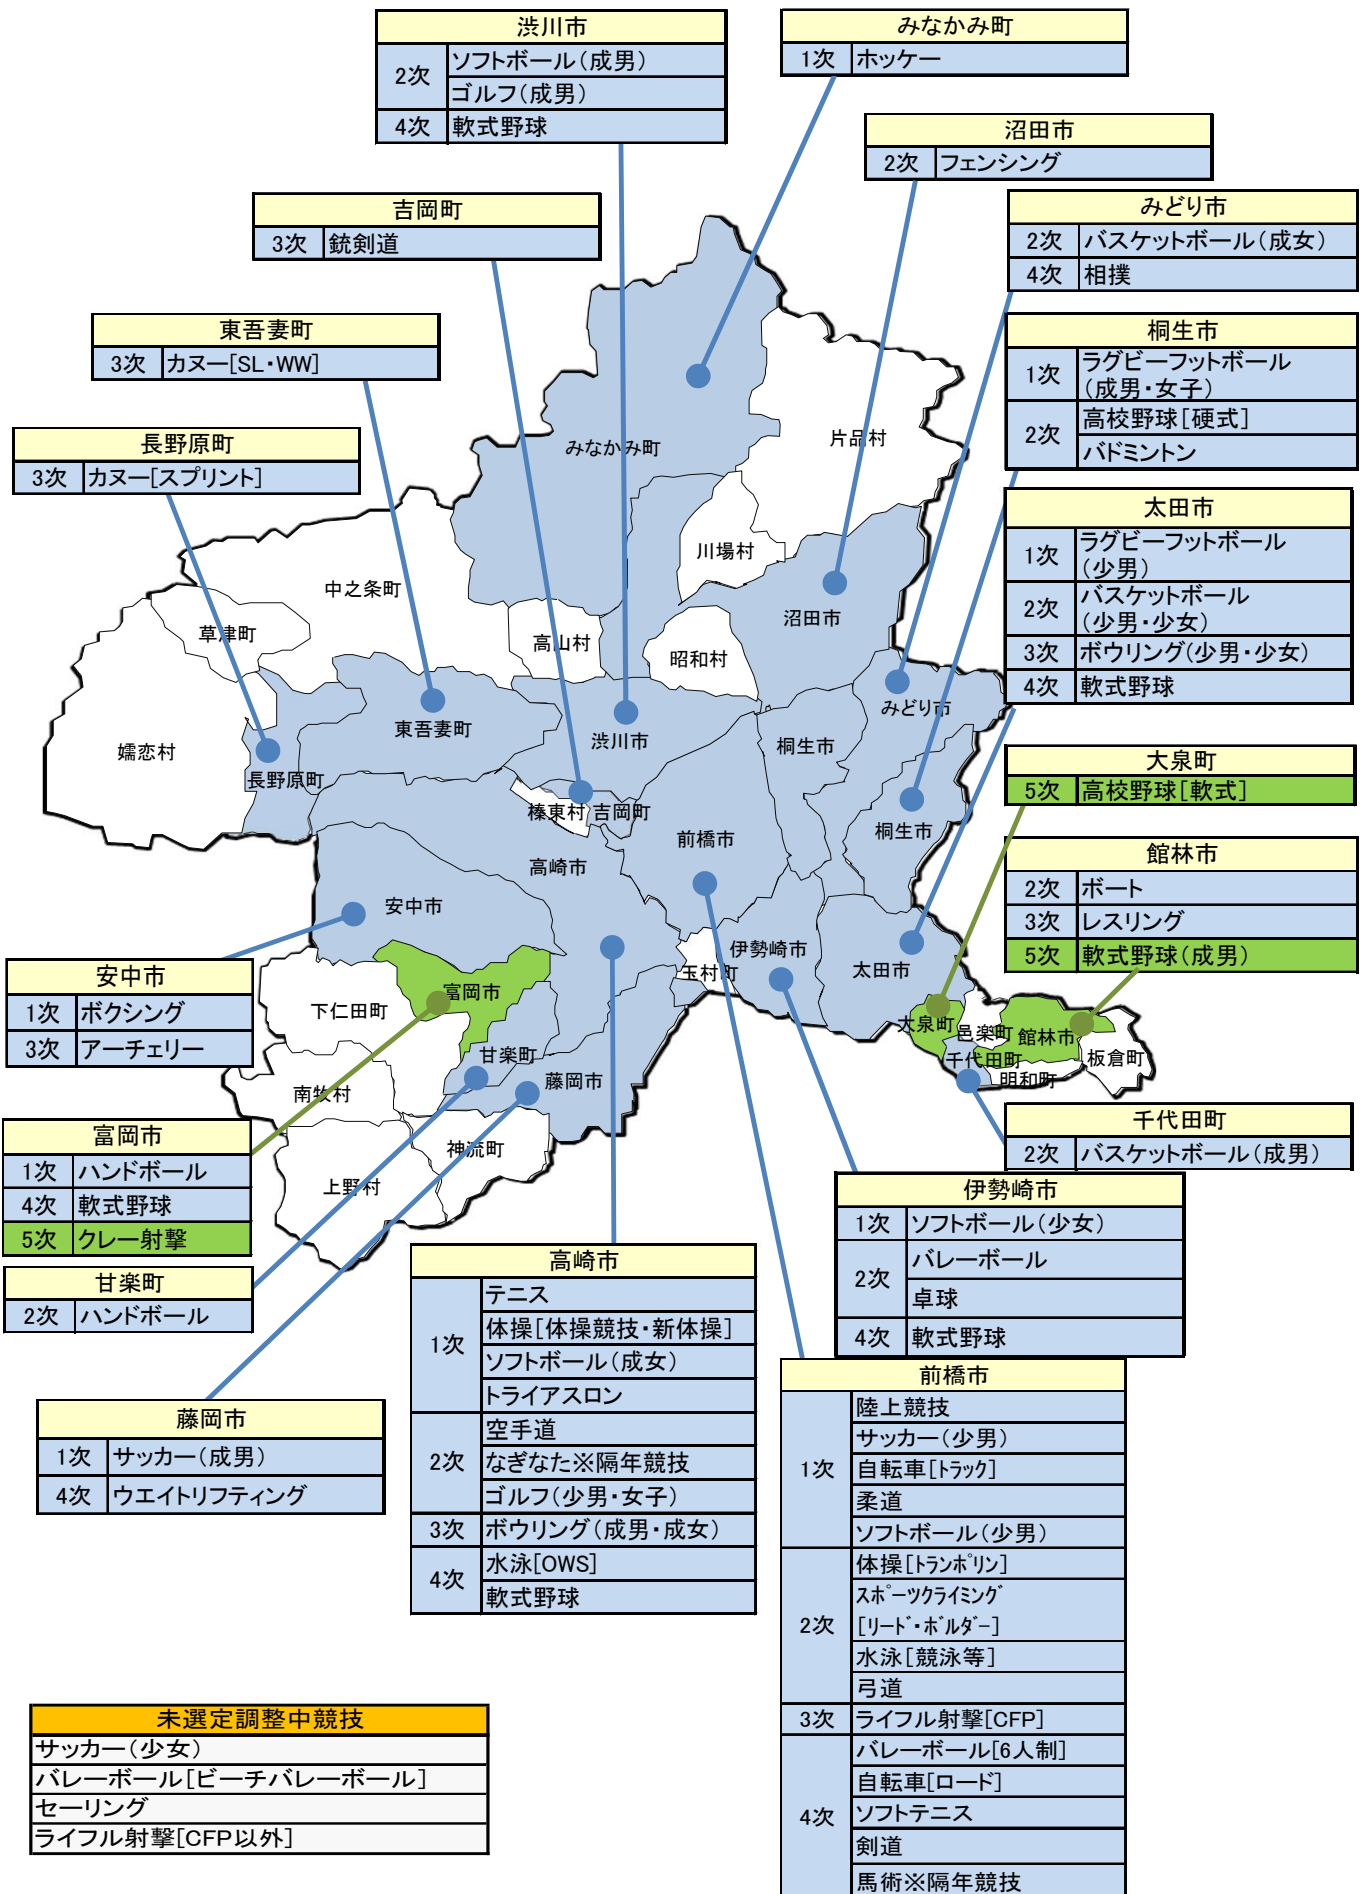 渋川市
2次 ソフトボール（成男）
ゴルフ（成男）
4次 軟式野球
みなかみ町
1次 ホッケー
沼田市
2次 フェンシング
吉岡町
3次 銃剣道
みどり市
2次 バスケットボール（成女）
4次 相撲
東吾妻町
3次 カヌー[SL・WW]
桐生市
1次 ラグビーフットボール
（成男・女子）
2次 高校野球［硬式］
バドミントン
長野原町
3次 カヌー[スプリント]
太田市
1次 ラグビーフットボール
（少男）
2次 バスケットボール
（少男・少女）
3次 ボウリング（少男・少女）
4次 軟式野球
大泉町
5次 高校野球［軟式］
館林市
2次 ボート
3次 レスリング
5次 軟式野球（成男）
みなかみ町
片品村
川場村
中之条町
草津町
高山村
昭和村
沼田市
みどり市
東吾妻町
渋川市
桐生市
嬬恋村
長野原町
榛東村
吉岡町
前橋市
桐生市
高崎市
安中市
伊勢崎市
玉村町
太田市
富岡市
下仁田町
大泉町
邑楽町
館林市
千代田町
明和町
板倉町
甘楽町
藤岡市
南牧村
神流町
上野村
安中市
1次 ボクシング
3次 アーチェリー
千代田町
2次 バスケットボール（成男）
富岡市
1次 ハンドボール
4次 軟式野球
5次 クレー射撃
甘楽町
2次 ハンドボール
伊勢崎市
1次 ソフトボール（少女）
2次 バレーボール
卓球
4次 軟式野球
高崎市
1次 テニス
体操［体操競技・新体操］
ソフトボール（成女）
トライアスロン
2次 空手道
なぎなた※隔年競技
ゴルフ（少男・女子）
3次 ボウリング（成男・成女）
4次 水泳[OWS]
軟式野球
藤岡市
1次 サッカー（成男）
4次 ウエイトリフティング
前橋市
1次 陸上競技
サッカー（少男）
自転車[トラック]
柔道
ソフトボール（少男）
2次 体操[トランポリン]
スポーツクライミング
[リード・ボルダー]
水泳［競泳等］
弓道
3次 ライフル射撃[CFP]
4次 バレーボール[6人制]
自転車[ロード]
ソフトテニス
剣道
馬術※隔年競技
未選定調整中競技
サッカー（少女）
バレーボール［ビーチバレーボール］
セーリング
ライフル射撃[CFP以外]